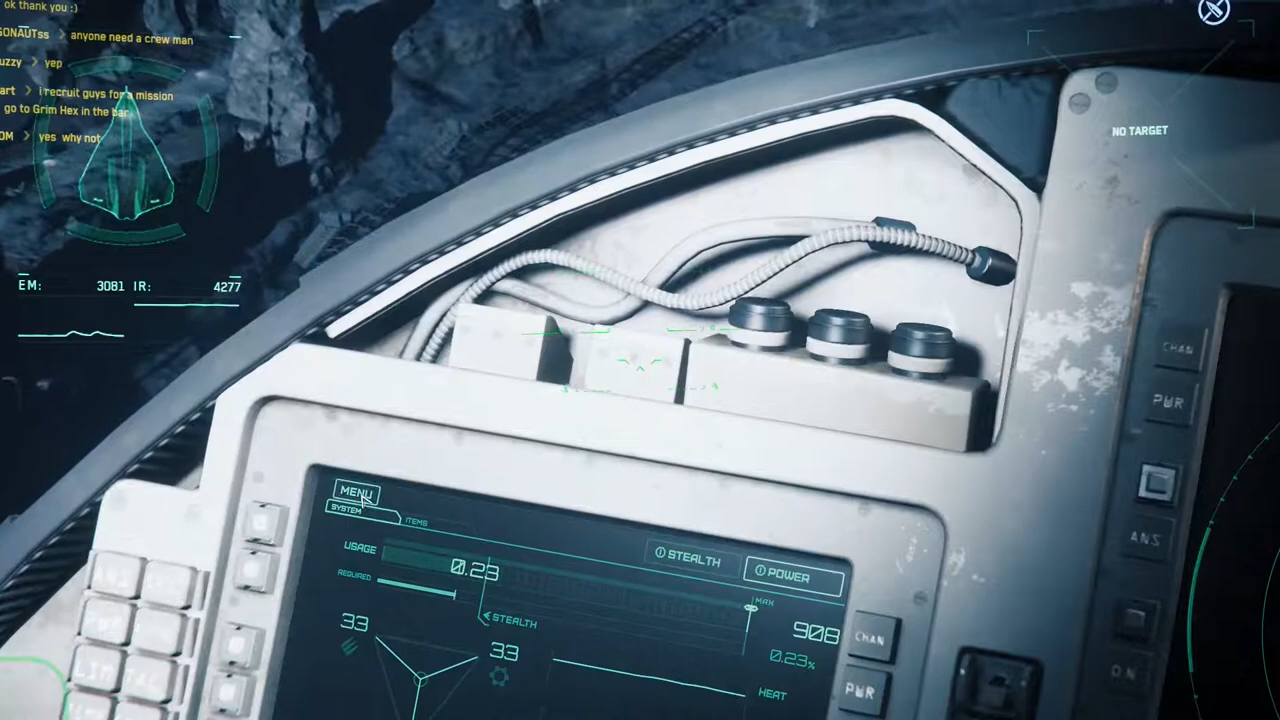 ok thank you :)
GONAUTss > anyone need a crew man
uzzy > yep
art > i recruit guys for a mission
go to Grim Hex in the bar
OM > yes why not
EM: 3081 IR: 4277
NO TARGET
CHAN
PWR
ANS
ON
MENU
SYSTEM ITEMS
STEALTH
POWER
USAGE
0.23
REQUIRED
MAX
STEALTH
908
0.23%
33
33
HEAT
CHAN
PWR